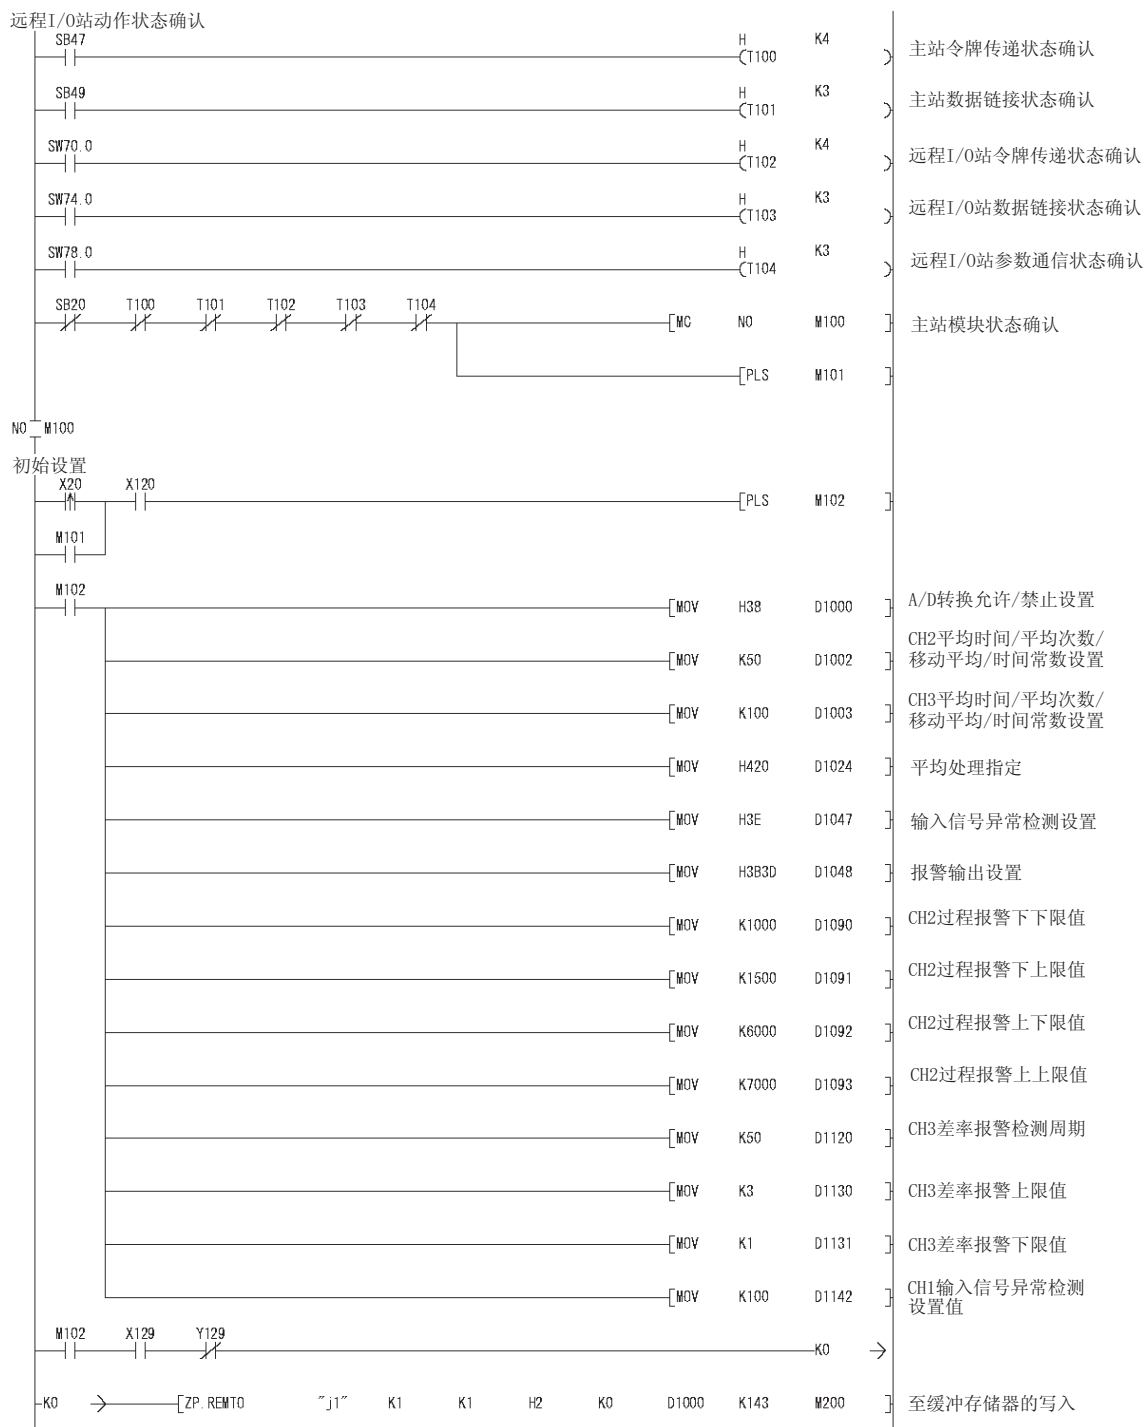 远程I/O站动作状态确认
SB47 H K4
T100 主站令牌传递状态确认
SB49 H K3
T101 主站数据链接状态确认
SW70.0 H K4
T102 远程I/O站令牌传递状态确认
SW74.0 H K3
T103 远程I/O站数据链接状态确认
SW78.0 H K3
T104 远程I/O站参数通信状态确认
SB20 T100 T101 T102 T103 T104
MC N0 M100 主站模块状态确认
PLS M101
N0 M100
初始设置
X20 X120
PLS M102
M101
M102
MOV H38 D1000 A/D转换允许/禁止设置
CH2平均时间/平均次数/
MOV K50 D1002 移动平均/时间常数设置
CH3平均时间/平均次数/
MOV K100 D1003 移动平均/时间常数设置
MOV H420 D1024 平均处理指定
MOV H3E D1047 输入信号异常检测设置
MOV H3B3D D1048 报警输出设置
MOV K1000 D1090 CH2过程报警下下限值
MOV K1500 D1091 CH2过程报警下上限值
MOV K6000 D1092 CH2过程报警上下限值
MOV K7000 D1093 CH2过程报警上上限值
MOV K50 D1120 CH3差率报警检测周期
MOV K3 D1130 CH3差率报警上限值
MOV K1 D1131 CH3差率报警下限值
MOV K100 D1142 CH1输入信号异常检测
设置值
M102 X129 Y129
K0
K0 ZP.REMTO "j1" K1 K1 H2 K0 D1000 K143 M200 至缓冲存储器的写入